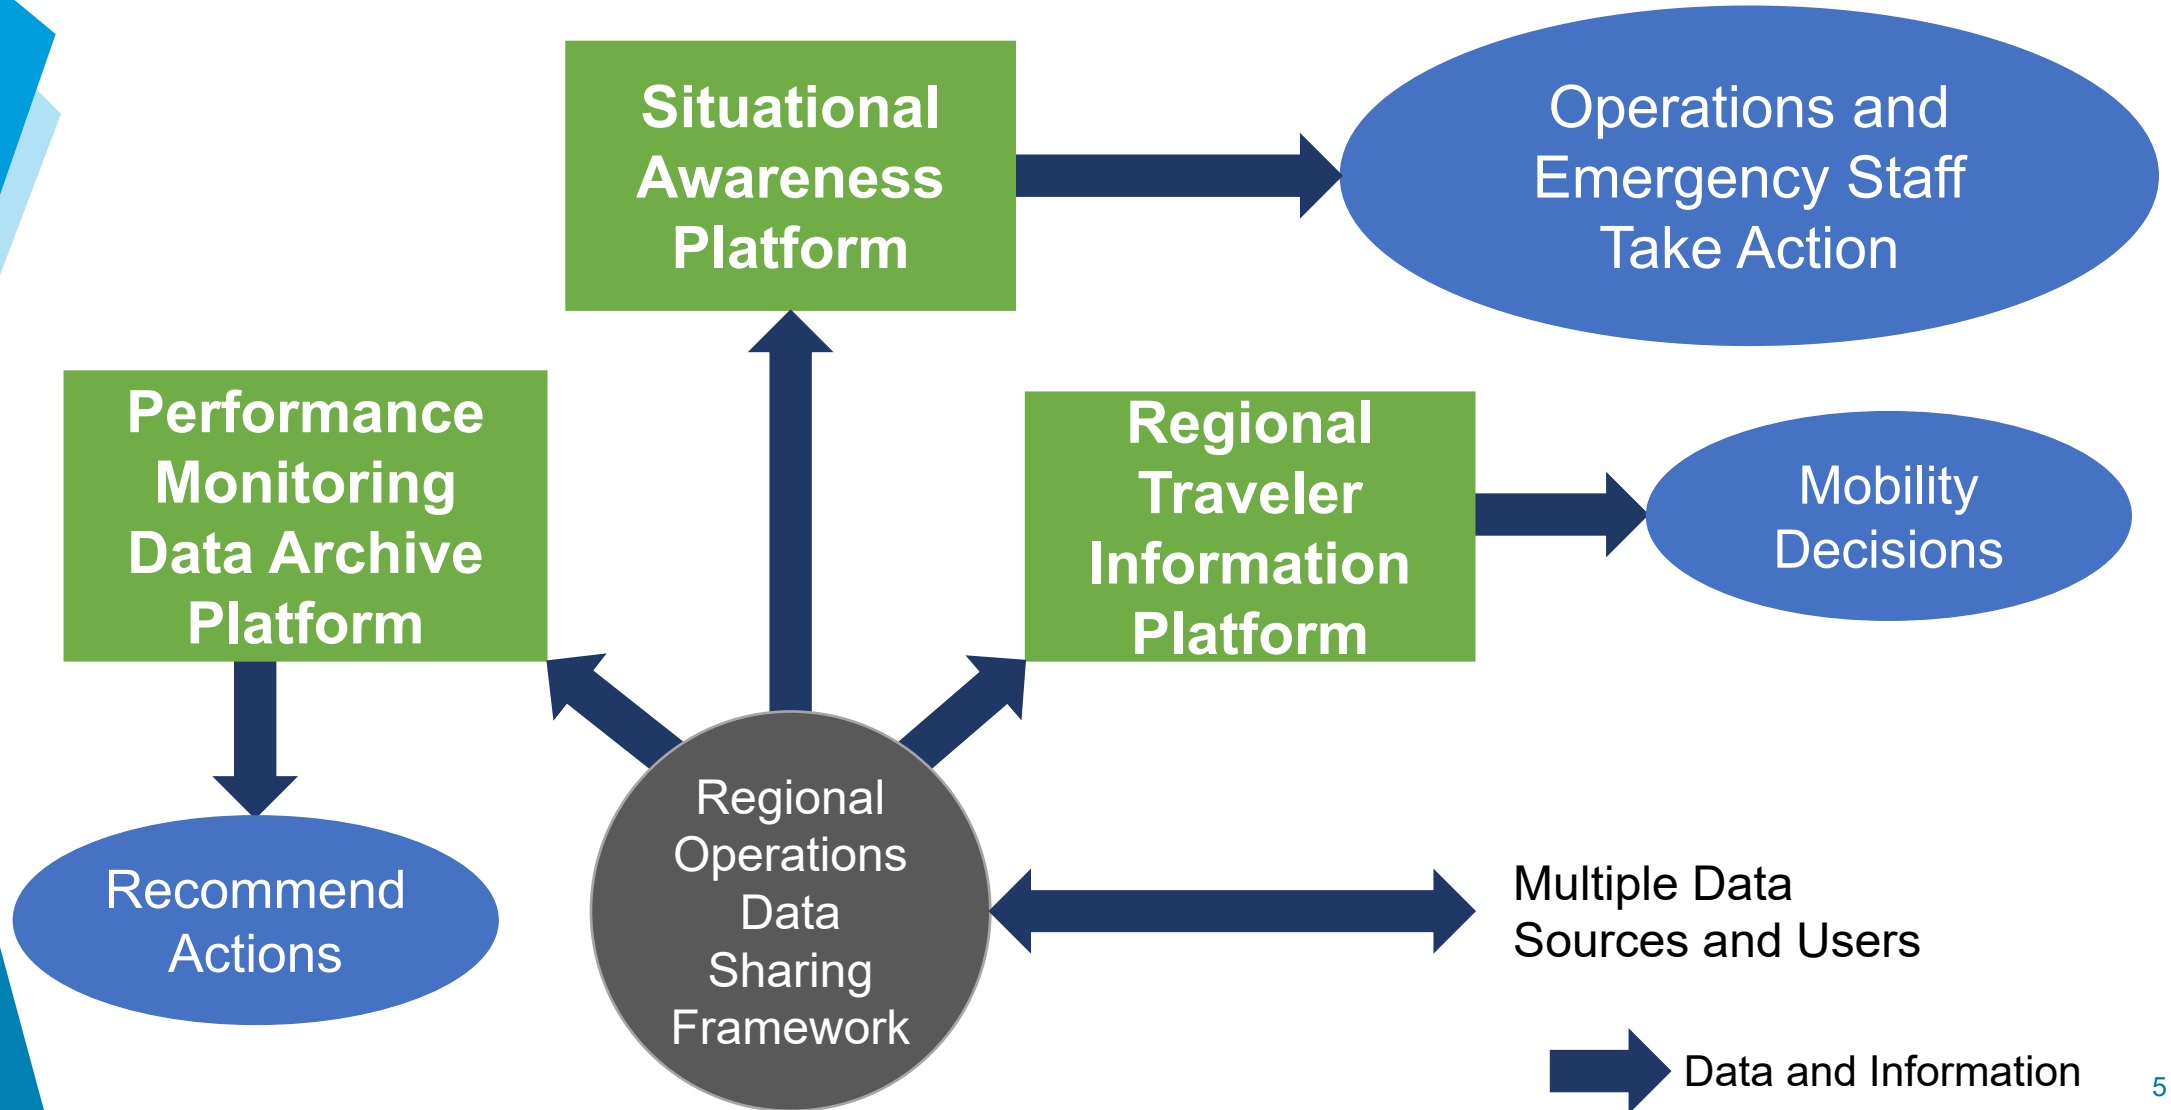 Situational
Awareness
Platform
Operations and
Emergency Staff
Take Action
Performance
Monitoring
Data Archive
Platform
Regional
Traveler
Information
Platform
Mobility
Decisions
Recommend
Actions
Regional
Operations
Data
Sharing
Framework
Multiple Data
Sources and Users
Data and Information
5